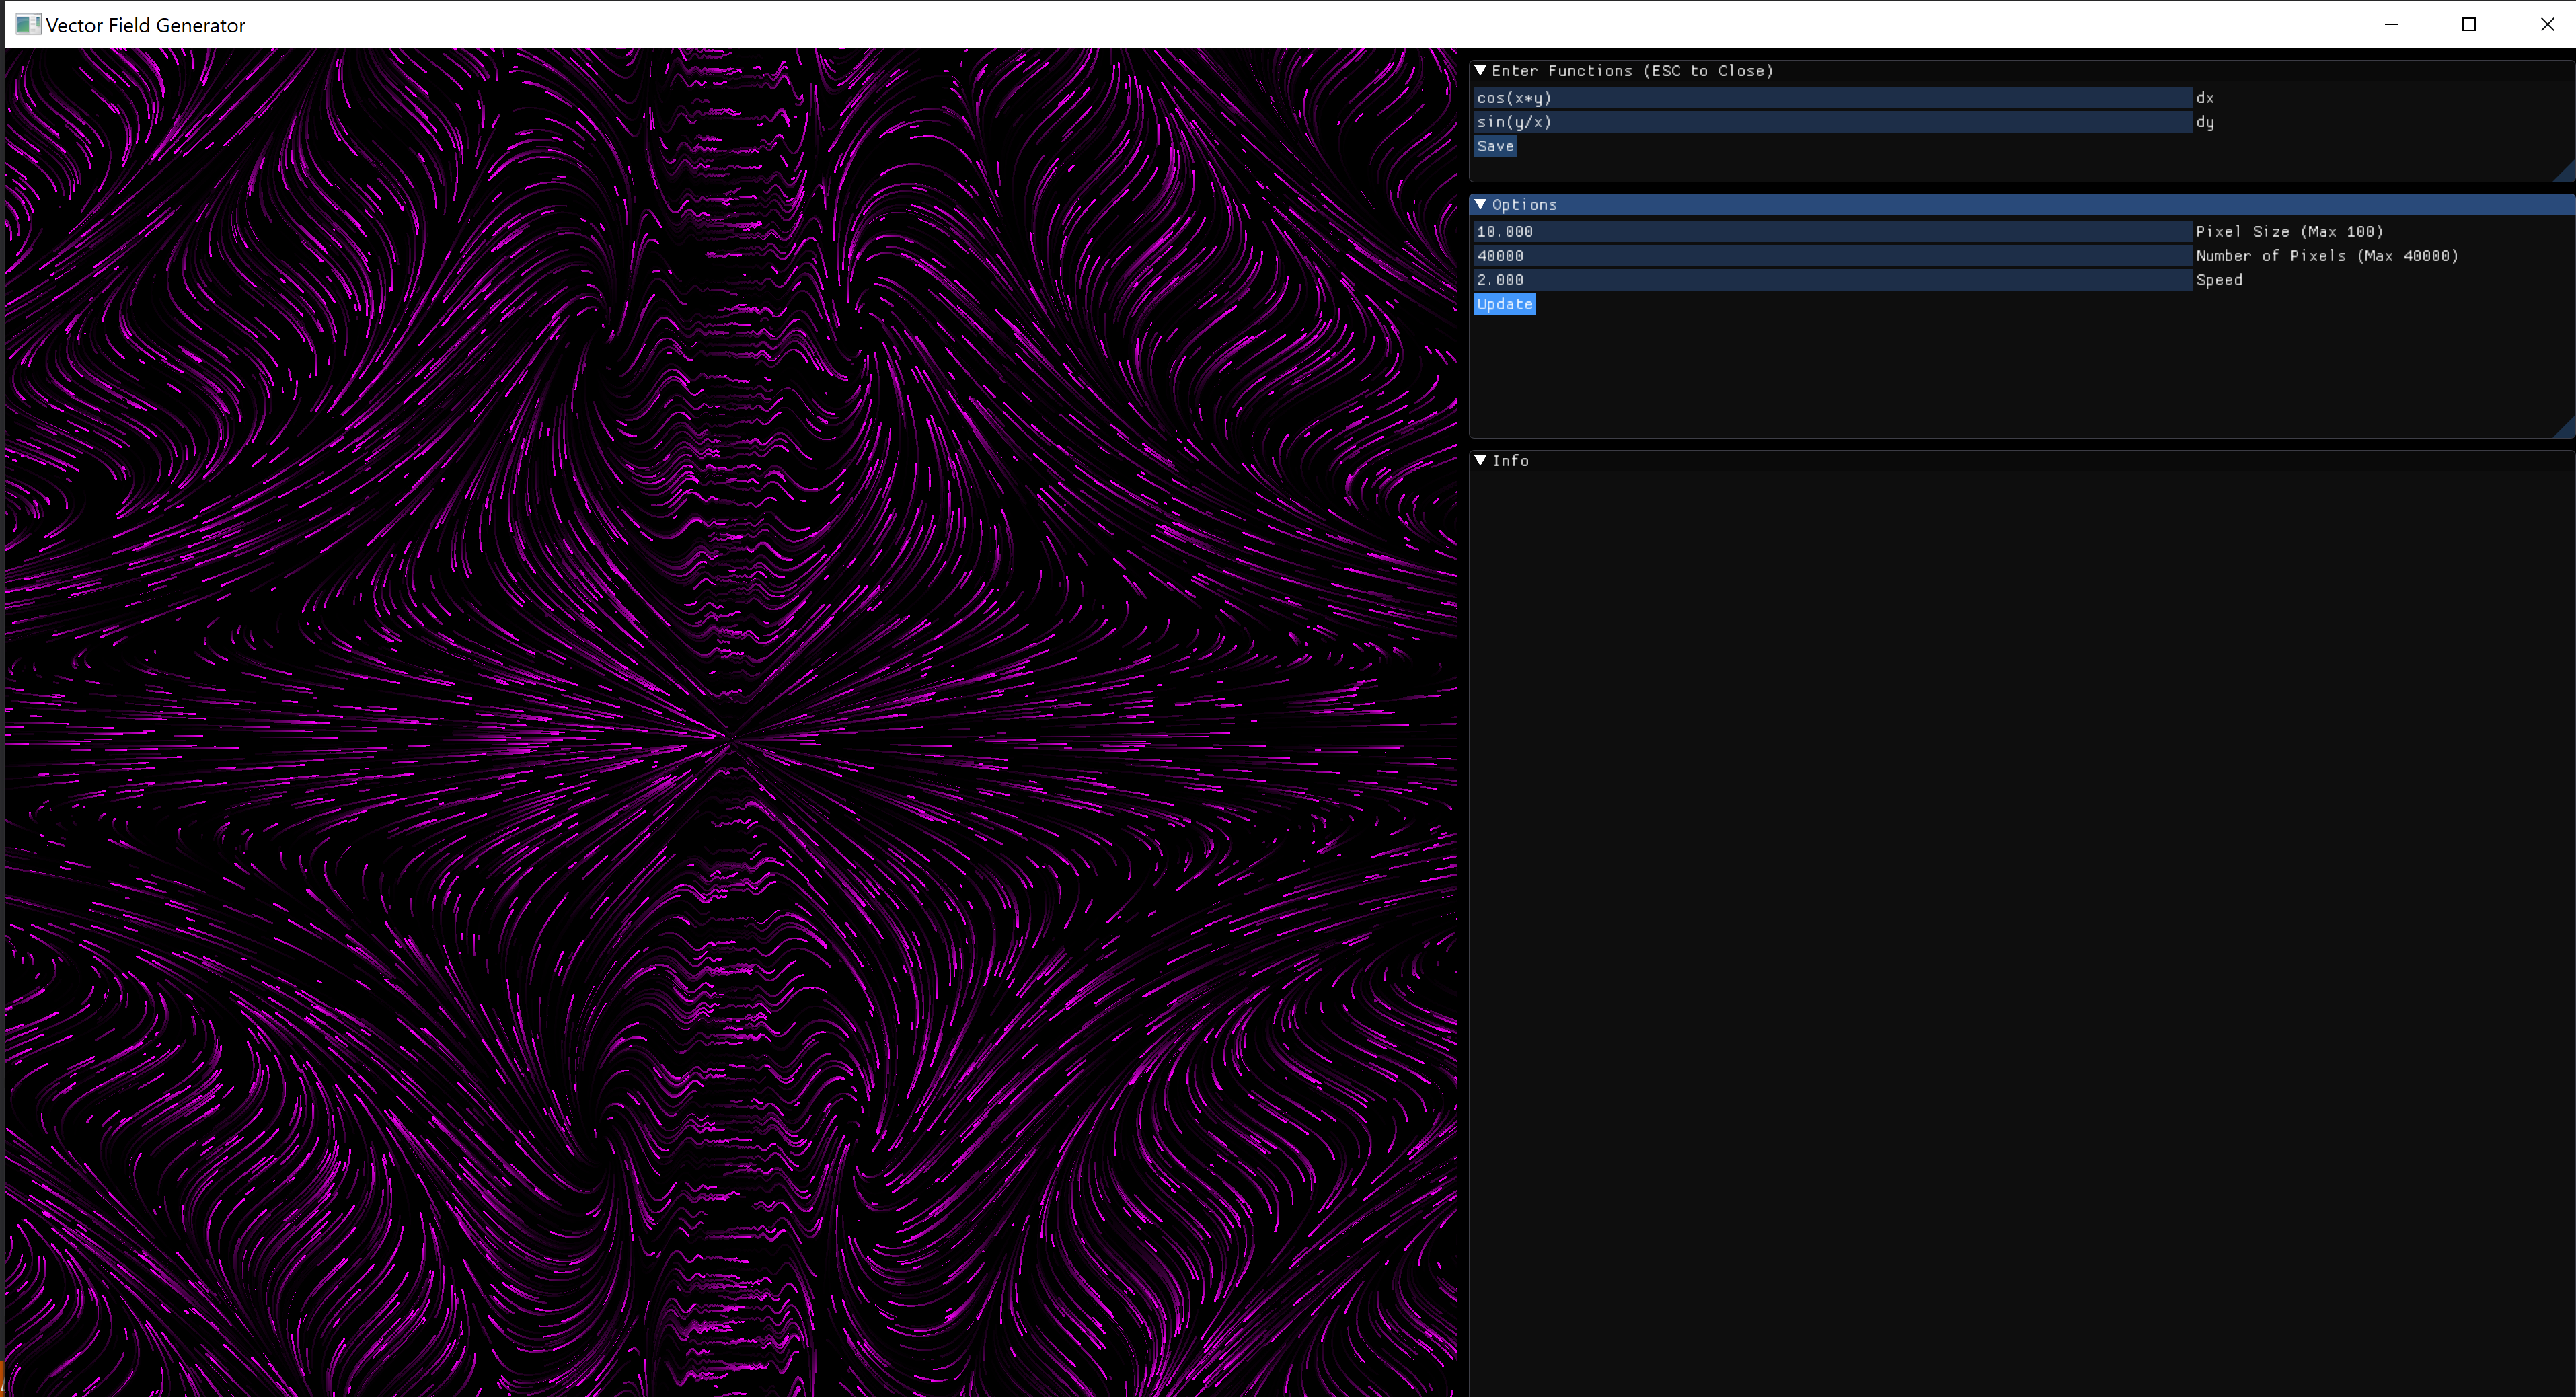 Vector Field Generator
Enter Functions (ESC to Close)
cos(x*y) dx
sin(y/x) dy
Save
Options
10.000 Pixel Size (Max 100)
40000 Number of Pixels (Max 40000)
2.000 Speed
Update
Info